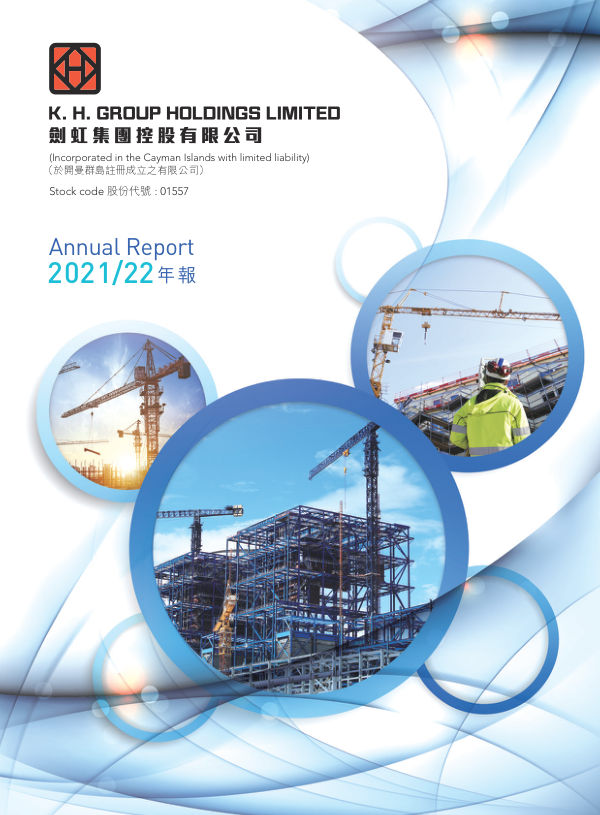 K. H. GROUP HOLDINGS LIMITED
劍虹集團控股有限公司
(Incorporated in the Cayman Islands with limited liability)
(於開曼群島註冊成立之有限公司)
Stock code 股份代號 : 01557
Annual Report
2021/22 年報